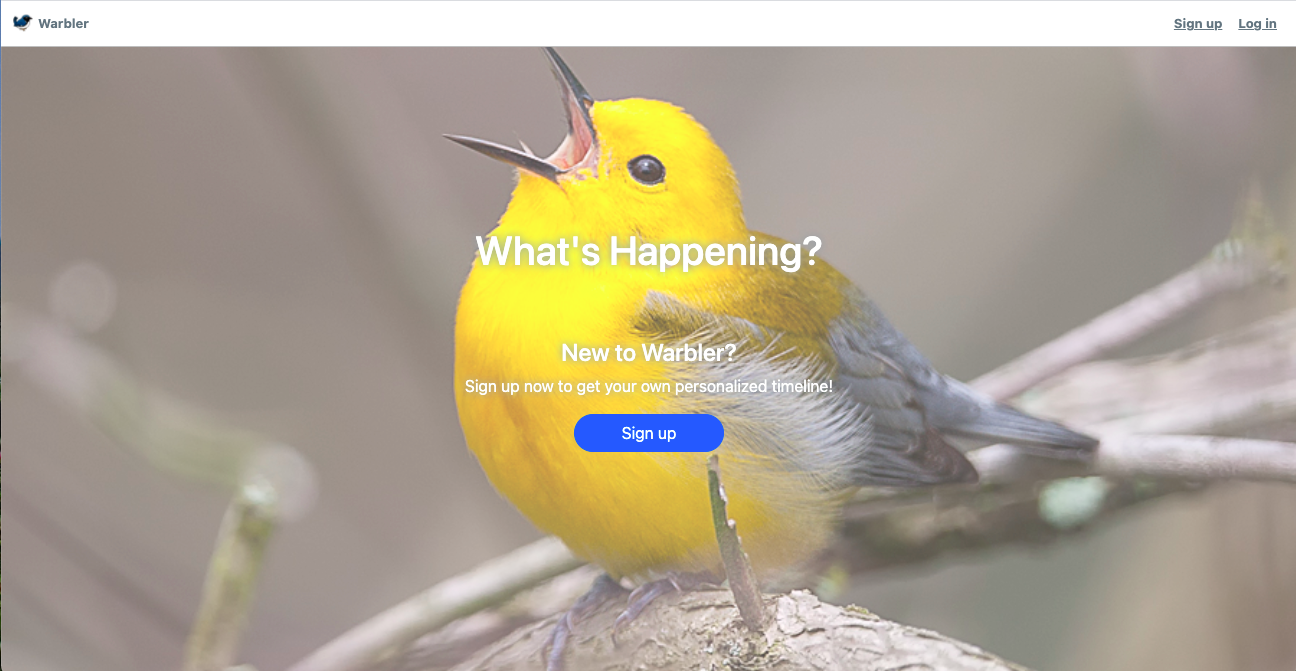 Warbler
Sign up Log in
What's Happening?
New to Warbler?
Sign up now to get your own personalized timeline!
Sign up